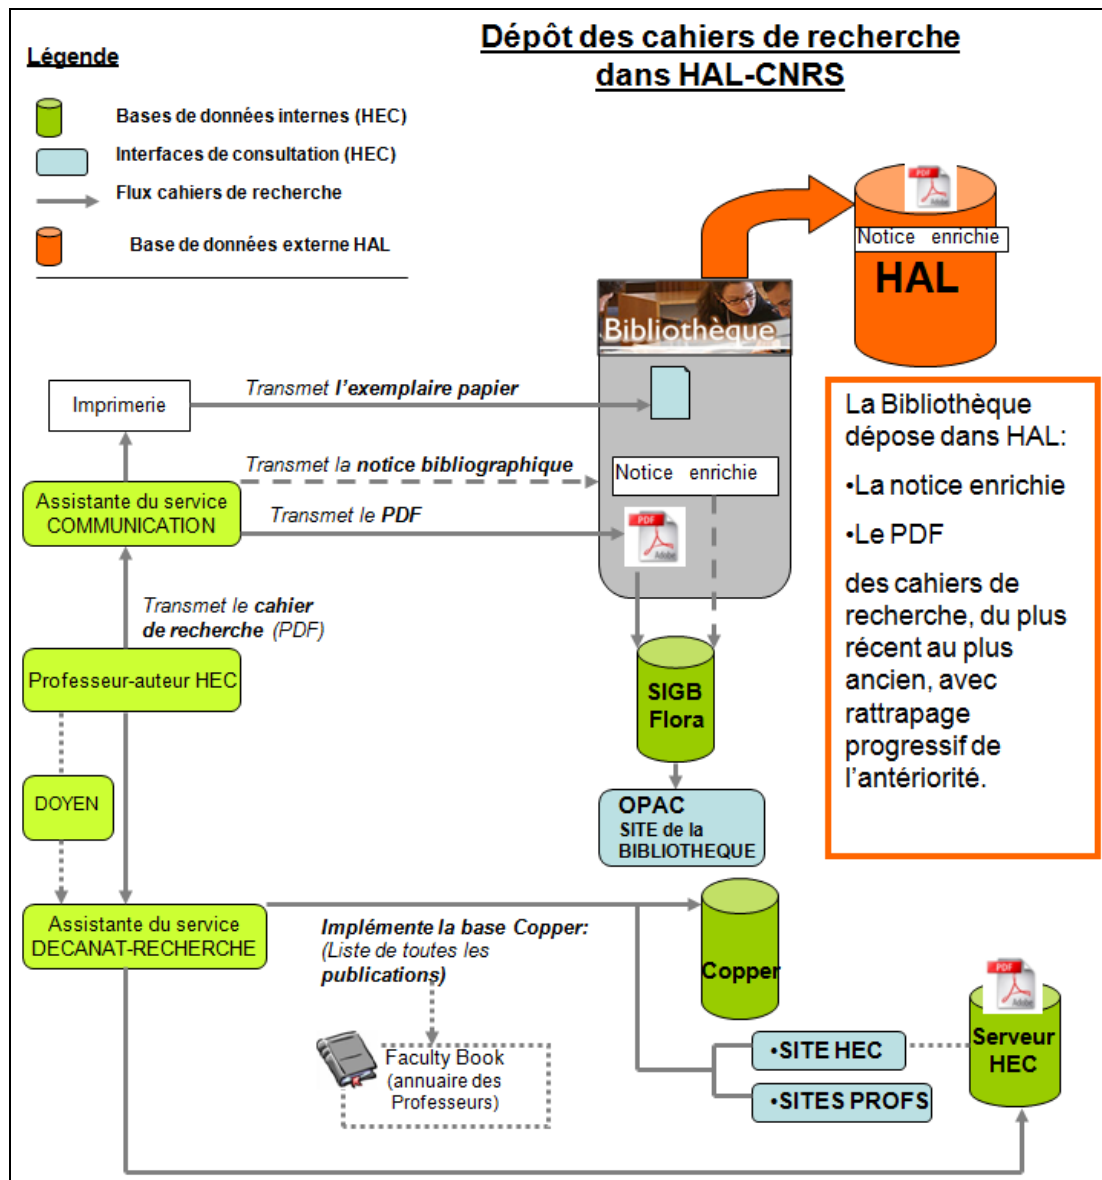 Dépôt des cahiers de recherche
dans HAL-CNRS
Légende
Bases de données internes (HEC)
Interfaces de consultation (HEC)
Flux cahiers de recherche
Base de données externe HAL
PDF
Adobe
Notice enrichie
HAL
Bibliothèque
Imprimerie
Transmet l'exemplaire papier
Transmet la notice bibliographique
Notice enrichie
Assistante du service
COMMUNICATION
Transmet le PDF
PDF
Adobe
Transmet le cahier
de recherche (PDF)
Professeur-auteur HEC
SIGB
Flora
DOYEN
OPAC
SITE de la
BIBLIOTHEQUE
La Bibliothèque
dépose dans HAL:
•La notice enrichie
•Le PDF
des cahiers de
recherche, du plus
récent au plus
ancien, avec
rattrapage
progressif de
l'antériorité.
Assistante du service
DECANAT-RECHERCHE
Implémente la base Copper:
(Liste de toutes les
publications)
Copper
PDF
Adobe
Serveur
HEC
Faculty Book
(annuaire des
Professeurs)
•SITE HEC
•SITES PROFS